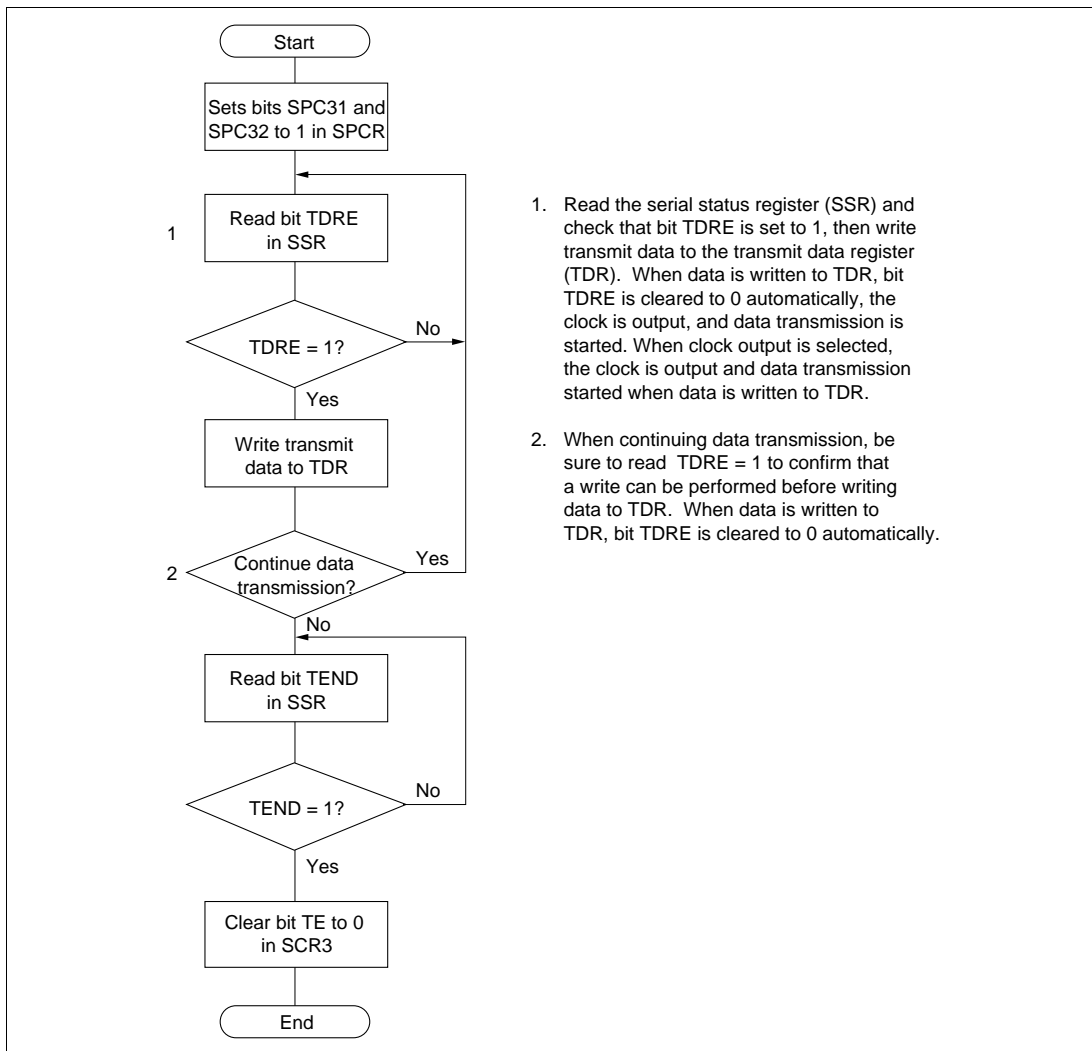 Start
Sets bits SPC31 and
SPC32 to 1 in SPCR
1
Read bit TDRE
in SSR
TDRE = 1?
No
Yes
Write transmit
data to TDR
2
Continue data
transmission?
Yes
No
Read bit TEND
in SSR
TEND = 1?
No
Yes
Clear bit TE to 0
in SCR3
End
1. Read the serial status register (SSR) and
check that bit TDRE is set to 1, then write
transmit data to the transmit data register
(TDR). When data is written to TDR, bit
TDRE is cleared to 0 automatically, the
clock is output, and data transmission is
started. When clock output is selected,
the clock is output and data transmission
started when data is written to TDR.
2. When continuing data transmission, be
sure to read TDRE = 1 to confirm that
a write can be performed before writing
data to TDR. When data is written to
TDR, bit TDRE is cleared to 0 automatically.